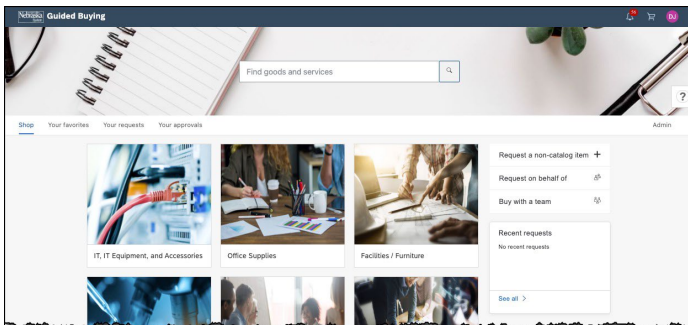 Nebraska Guided Buying
DJ
Find goods and services
?
Shop Your favorites Your requests Your approvals Admin
Request a non-catalog item +
Request on behalf of
Buy with a team
IT, IT Equipment, and Accessories Office Supplies Facilities / Furniture
Recent requests
No recent requests
See all >